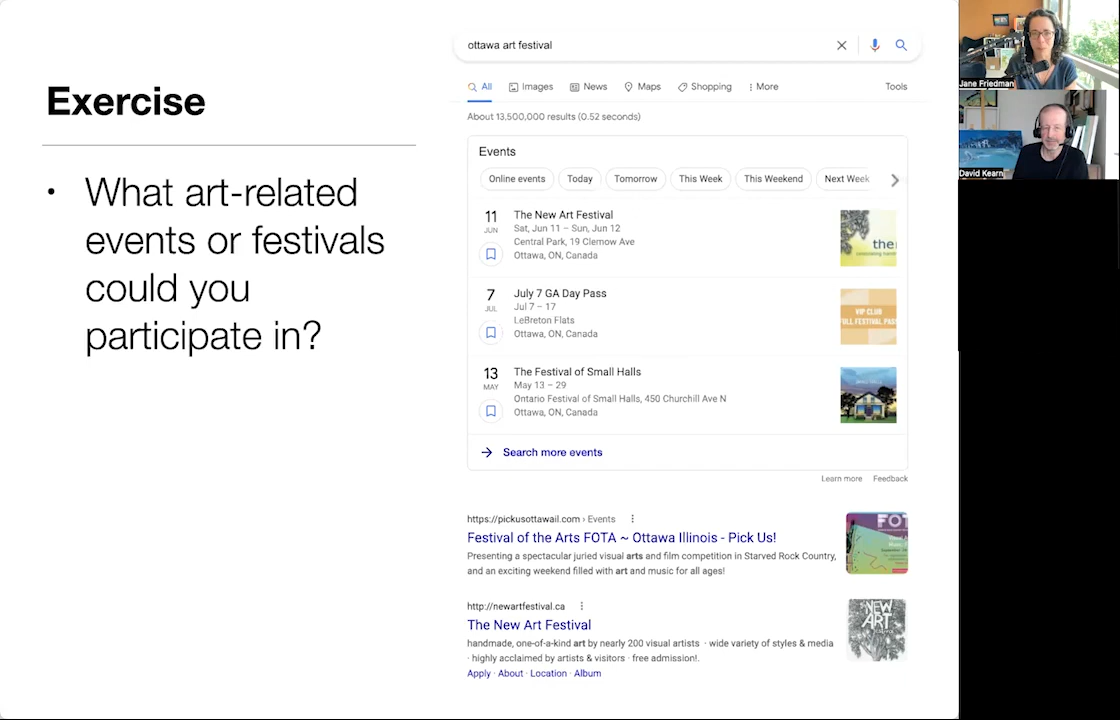 Exercise
• What art-related
events or festivals
could you
participate in?
ottawa art festival
All Images News Maps Shopping More Tools
About 13,500,000 results (0.52 seconds)
Events
Online events Today Tomorrow This Week This Weekend Next Week
11
JUN
The New Art Festival
Sat, Jun 11 – Sun, Jun 12
Central Park, 19 Clemow Ave
Ottawa, ON, Canada
the
7
JUL
July 7 GA Day Pass
Jul 7 – 17
LeBreton Flats
Ottawa, ON, Canada
VIP CLUB
FULL FESTIVAL PAS
13
MAY
The Festival of Small Halls
May 13 – 29
Ontario Festival of Small Halls, 450 Churchill Ave N
Ottawa, ON, Canada
Search more events
Learn more Feedback
https://pickusottawail.com › Events
Festival of the Arts FOTA ~ Ottawa Illinois - Pick Us!
Presenting a spectacular juried visual arts and film competition in Starved Rock Country,
and an exciting weekend filled with art and music for all ages!
FOT
http://newartfestival.ca
The New Art Festival
handmade, one-of-a-kind art by nearly 200 visual artists · wide variety of styles & media
· highly acclaimed by artists & visitors · free admission!.
Apply · About · Location · Album
NEW
ART
Jane Friedman
David Kearn